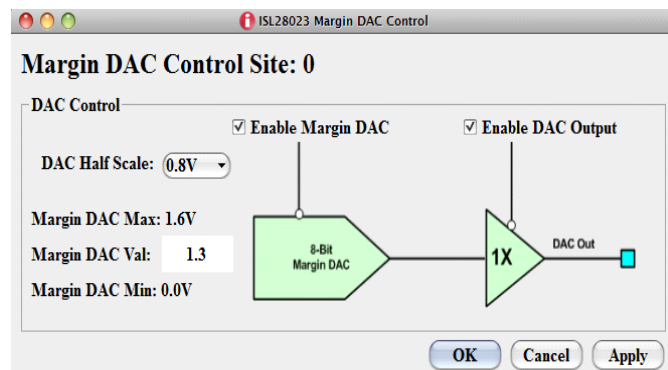 ISL28023 Margin DAC Control
Margin DAC Control Site: 0
DAC Control
Enable Margin DAC
Enable DAC Output
DAC Half Scale: 0.8V
Margin DAC Max: 1.6V
Margin DAC Val: 1.3
Margin DAC Min: 0.0V
8-Bit
Margin DAC
1X
DAC Out
OK
Cancel
Apply